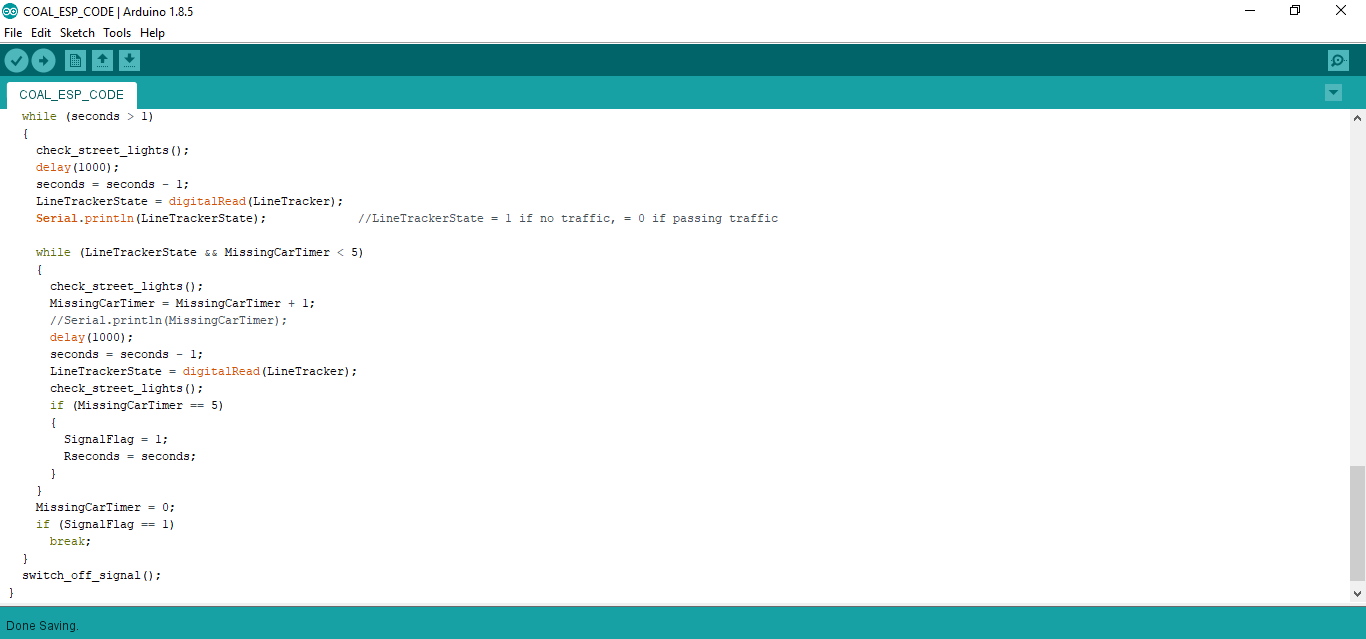 COAL_ESP_CODE | Arduino 1.8.5
File Edit Sketch Tools Help
COAL_ESP_CODE
while (seconds > 1)
{
check_street_lights();
delay(1000);
seconds = seconds - 1;
LineTrackerState = digitalRead(LineTracker);
Serial.println(LineTrackerState); //LineTrackerState = 1 if no traffic, = 0 if passing traffic
while (LineTrackerState && MissingCarTimer < 5)
{
check_street_lights();
MissingCarTimer = MissingCarTimer + 1;
//Serial.println(MissingCarTimer);
delay(1000);
seconds = seconds - 1;
LineTrackerState = digitalRead(LineTracker);
check_street_lights();
if (MissingCarTimer == 5)
{
SignalFlag = 1;
Rseconds = seconds;
}
}
MissingCarTimer = 0;
if (SignalFlag == 1)
break;
}
switch_off_signal();
}
Done Saving.